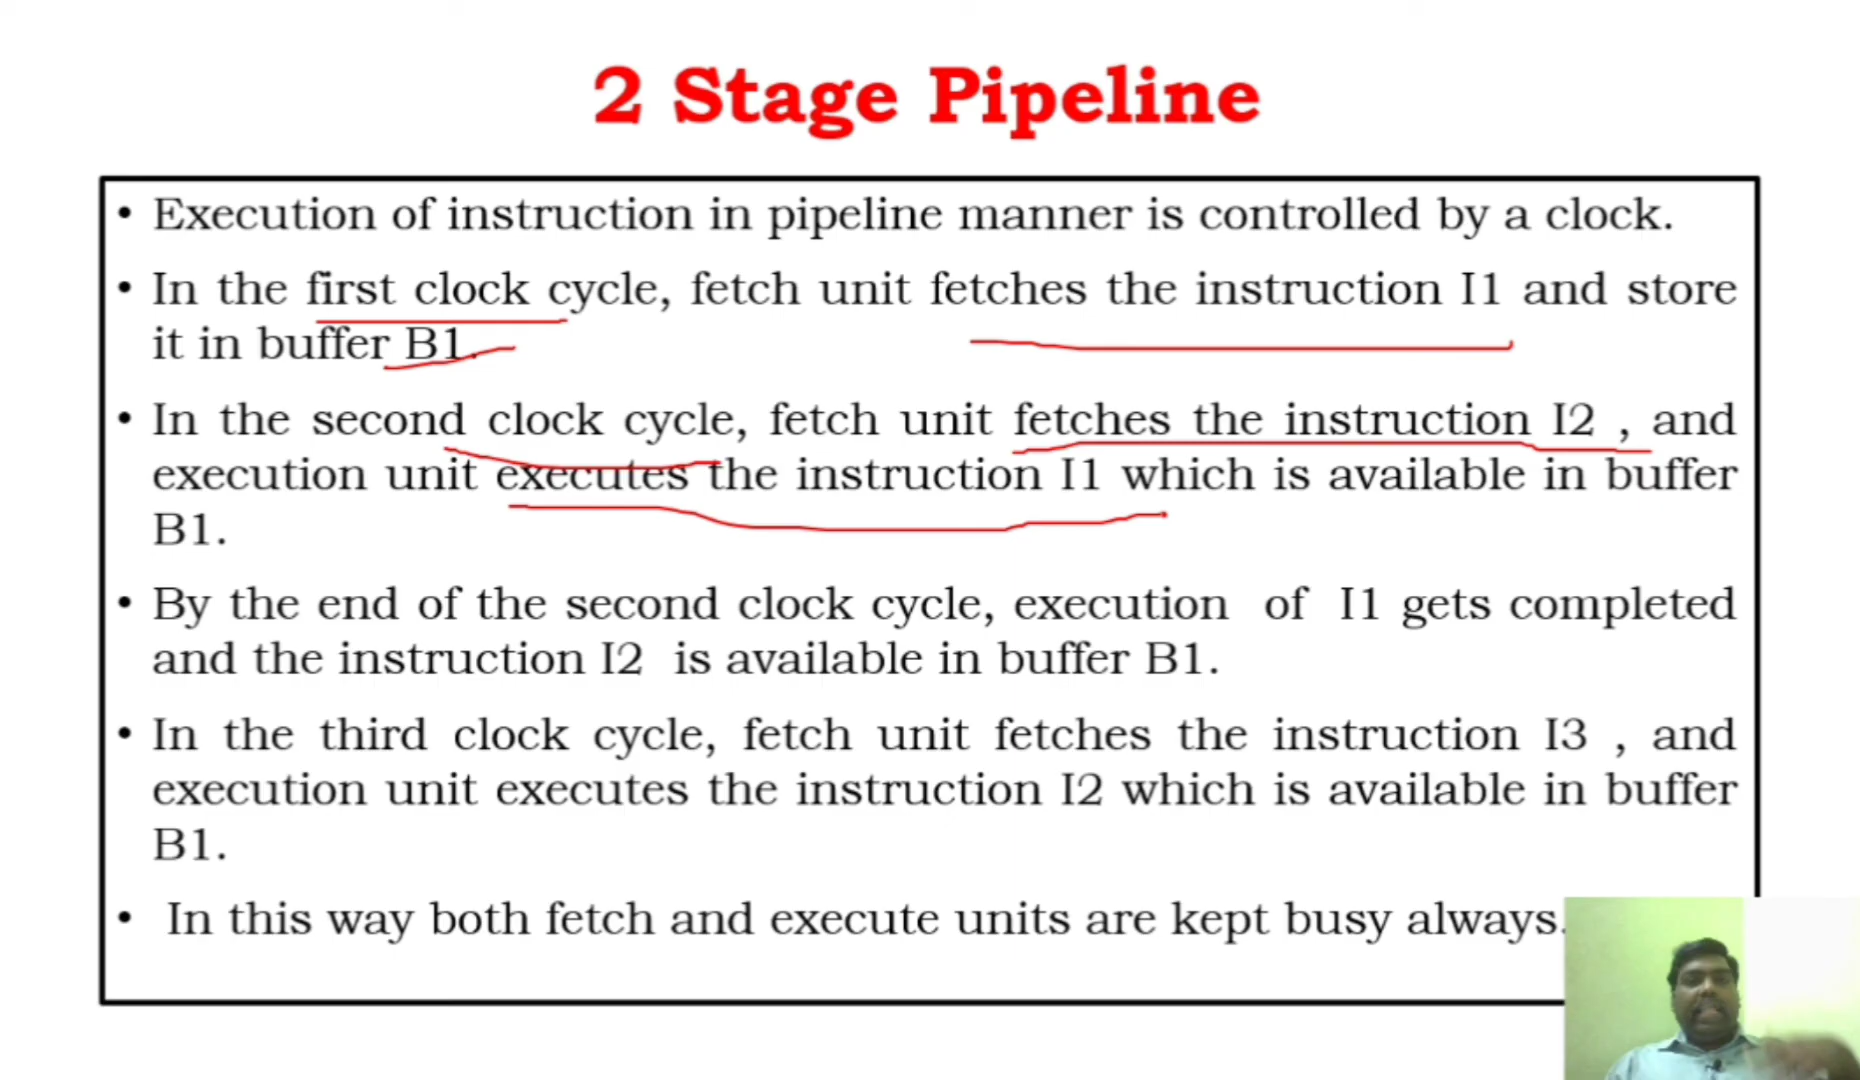 2 Stage Pipeline
• Execution of instruction in pipeline manner is controlled by a clock.
• In the first clock cycle, fetch unit fetches the instruction I1 and store
it in buffer B1.
• In the second clock cycle, fetch unit fetches the instruction I2 , and
execution unit executes the instruction I1 which is available in buffer
B1.
• By the end of the second clock cycle, execution of I1 gets completed
and the instruction I2 is available in buffer B1.
• In the third clock cycle, fetch unit fetches the instruction I3 , and
execution unit executes the instruction I2 which is available in buffer
B1.
• In this way both fetch and execute units are kept busy always.